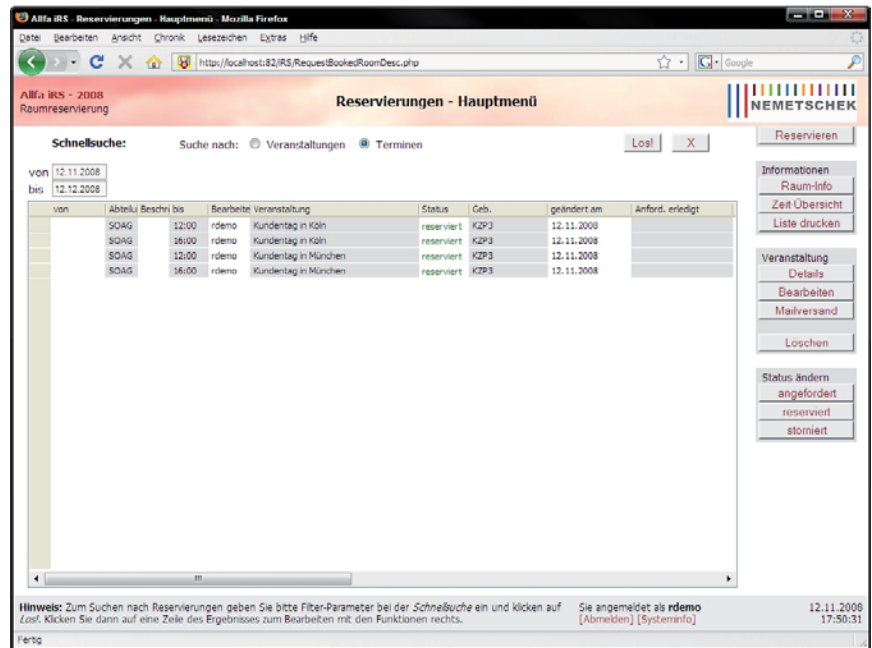 Allfa iRS - Reservierungen - Hauptmenü - Mozilla Firefox
Datei Bearbeiten Ansicht Chronik Lesezeichen Extras Hilfe
http://localhost:82/iRS/RequestBookedRoomDesc.php
Google
Allfa iRS - 2008
Raumreservierung
Reservierungen - Hauptmenü
NEMETSCHEK
Schnellsuche: Suche nach: Veranstaltungen Terminen Los! X
Reservieren
von 12.11.2008
bis 12.12.2008
Informationen
Raum-Info
Zeit-Übersicht
Liste drucken
Veranstaltung
Details
Bearbeiten
Mailversand
Löschen
Status ändern
angefordert
reserviert
storniert
von Abteilu Beschri bis Bearbeite Veranstaltung Status Geb. geändert am Anford. erledigt
SOAG 12:00 rdemo Kundentag in Köln reserviert KZP3 12.11.2008
SOAG 16:00 rdemo Kundentag in Köln reserviert KZP3 12.11.2008
SOAG 12:00 rdemo Kundentag in München reserviert KZP3 12.11.2008
SOAG 16:00 rdemo Kundentag in München reserviert KZP3 12.11.2008
Hinweis: Zum Suchen nach Reservierungen geben Sie bitte Filter-Parameter bei der Schnellsuche ein und klicken auf
Los!. Klicken Sie dann auf eine Zeile des Ergebnisses zum Bearbeiten mit den Funktionen rechts.
Sie angemeldet als rdemo
[Abmelden] [Systeminfo]
12.11.2008
17:50:31
Fertig